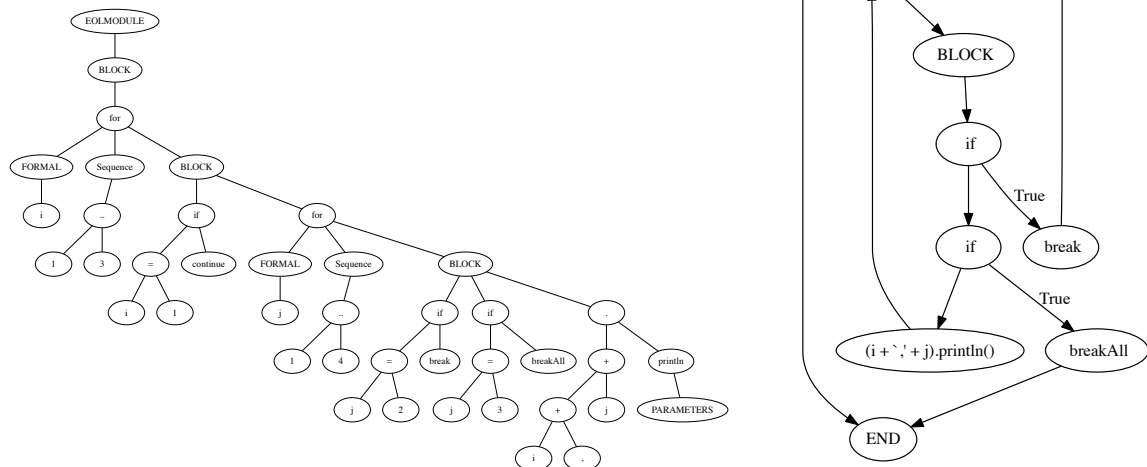 EOLMODULE
BLOCK
for
FORMAL Sequence BLOCK
i .. if for
1 3 = continue FORMAL Sequence BLOCK
i 1 j .. if if .
1 4 = break = breakAll + println
j 2 j 3 + j PARAMETERS
i ,
BLOCK
if
True
if break
True
(i + `,' + j).println() breakAll
END